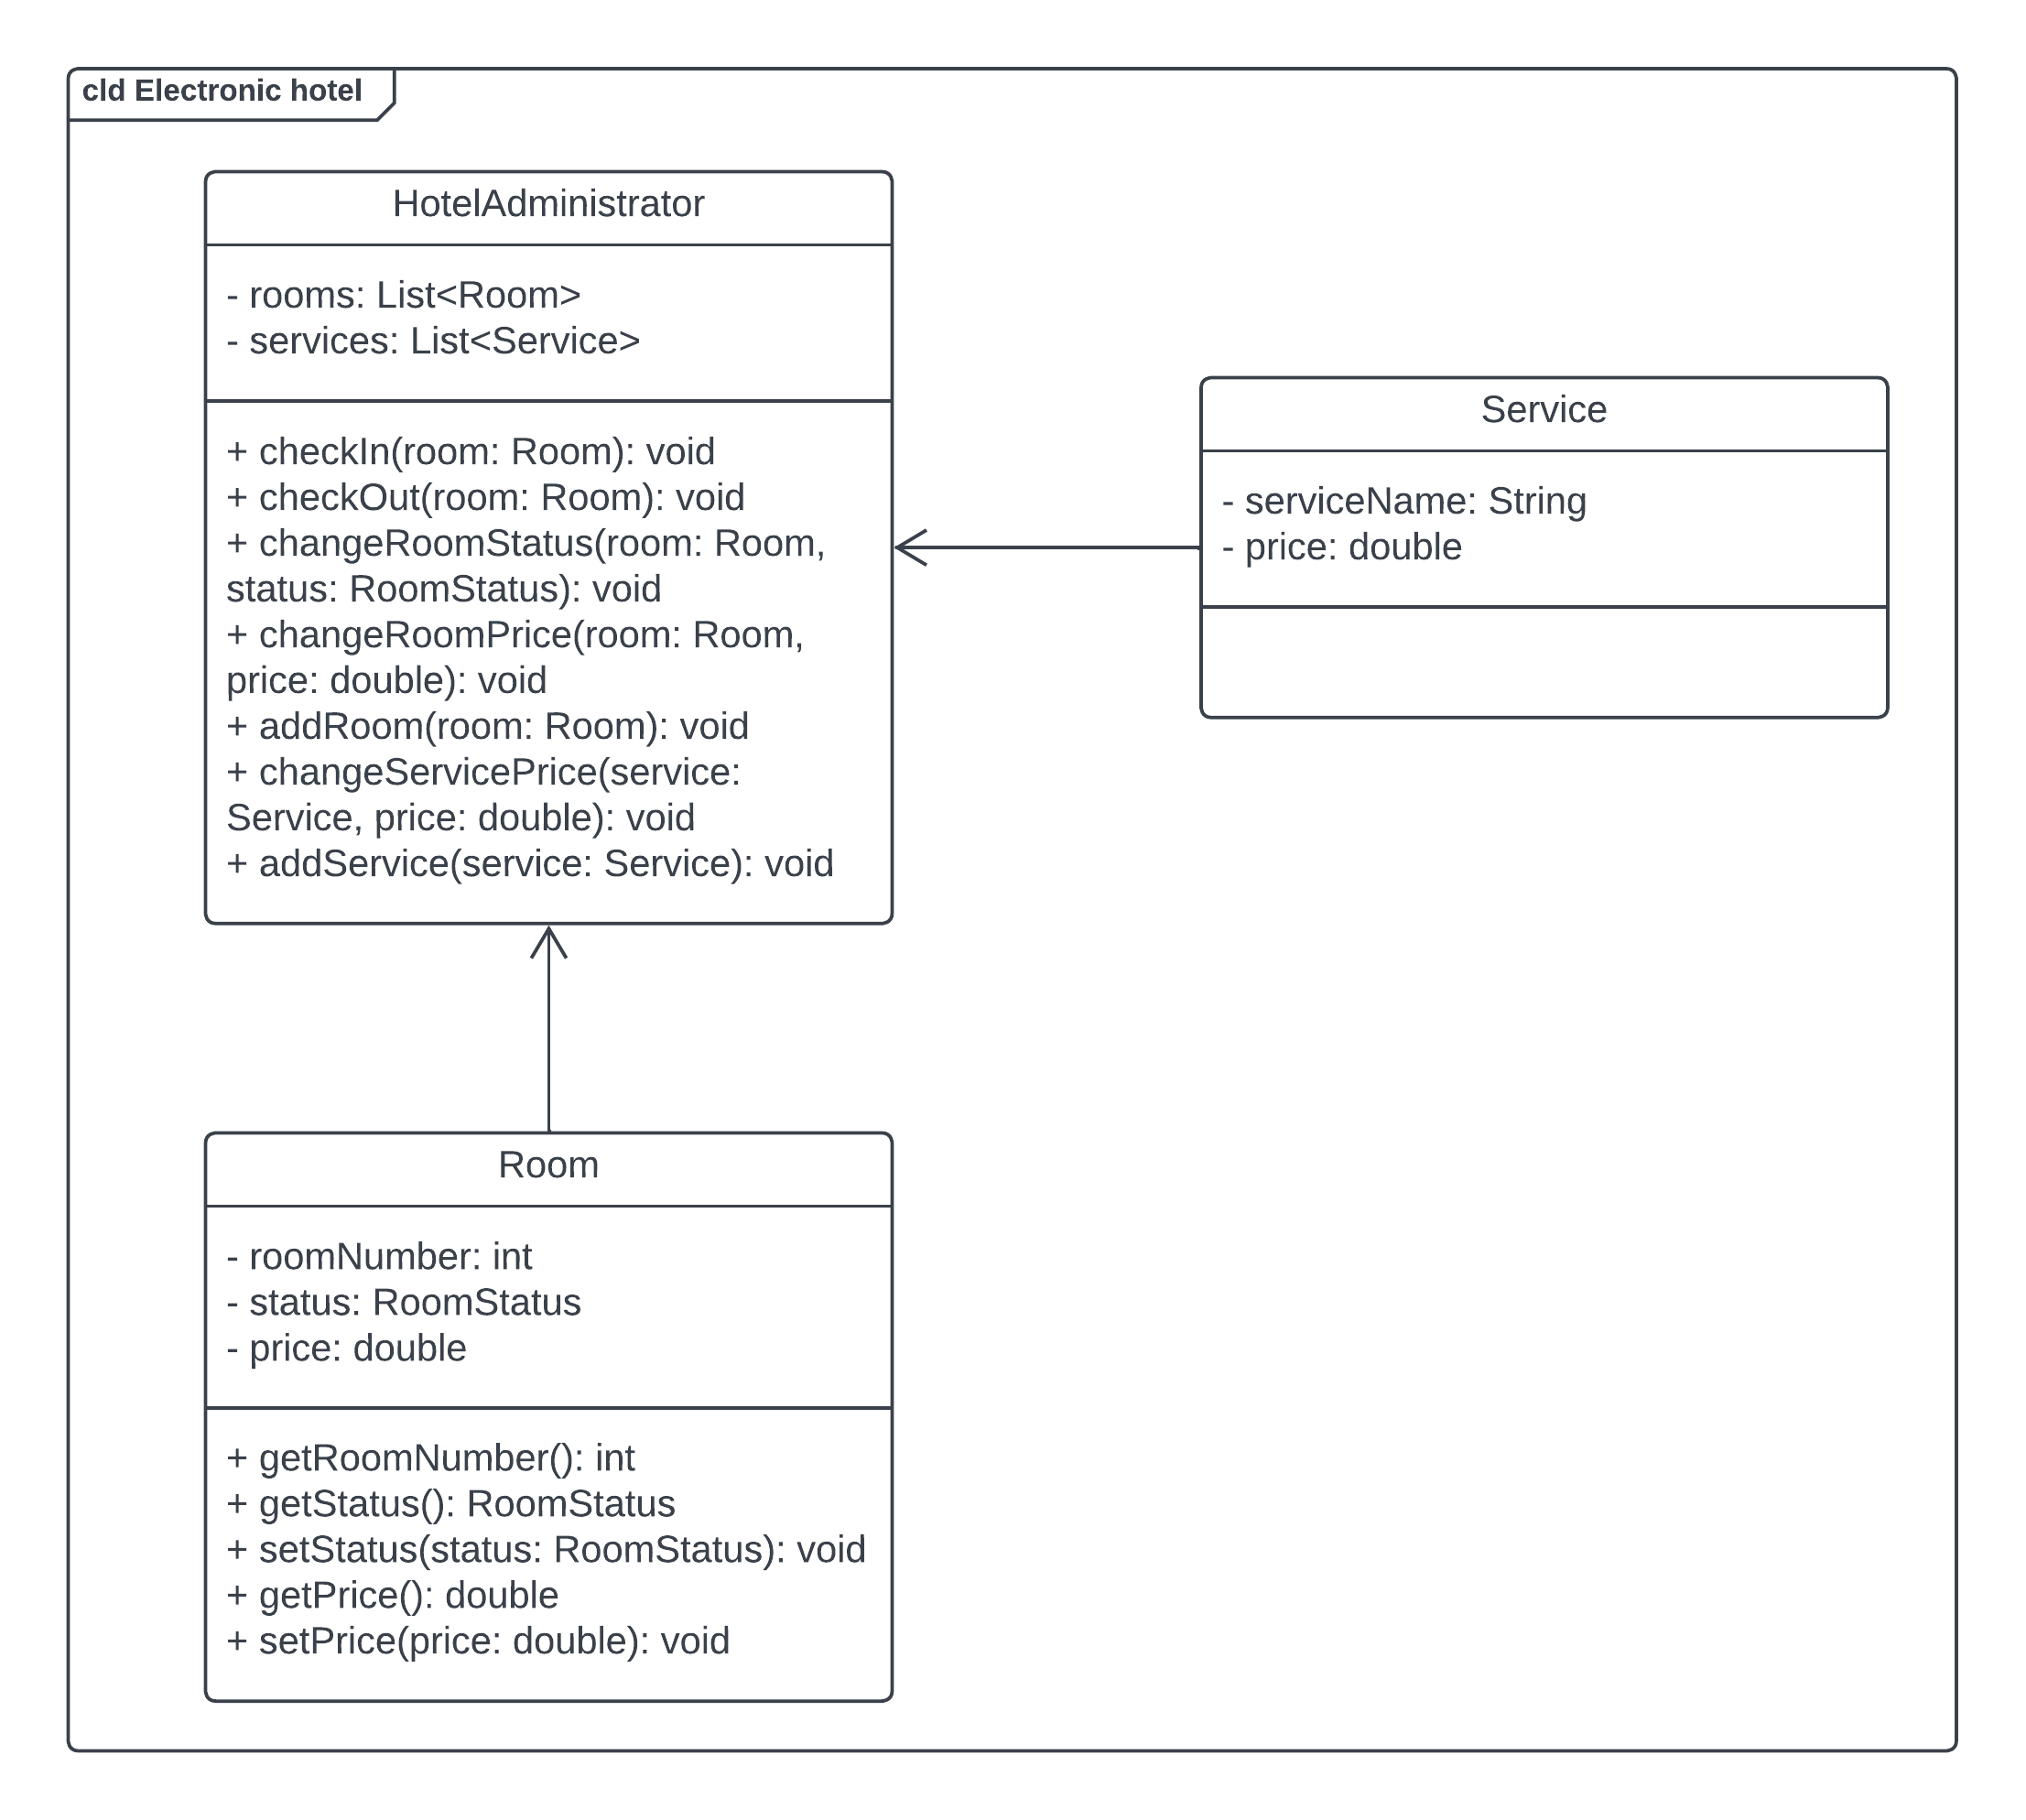 cld Electronic hotel
HotelAdministrator
- rooms: List<Room>
- services: List<Service>
+ checkIn(room: Room): void
+ checkOut(room: Room): void
+ changeRoomStatus(room: Room,
status: RoomStatus): void
+ changeRoomPrice(room: Room,
price: double): void
+ addRoom(room: Room): void
+ changeServicePrice(service:
Service, price: double): void
+ addService(service: Service): void
Service
- serviceName: String
- price: double
Room
- roomNumber: int
- status: RoomStatus
- price: double
+ getRoomNumber(): int
+ getStatus(): RoomStatus
+ setStatus(status: RoomStatus): void
+ getPrice(): double
+ setPrice(price: double): void